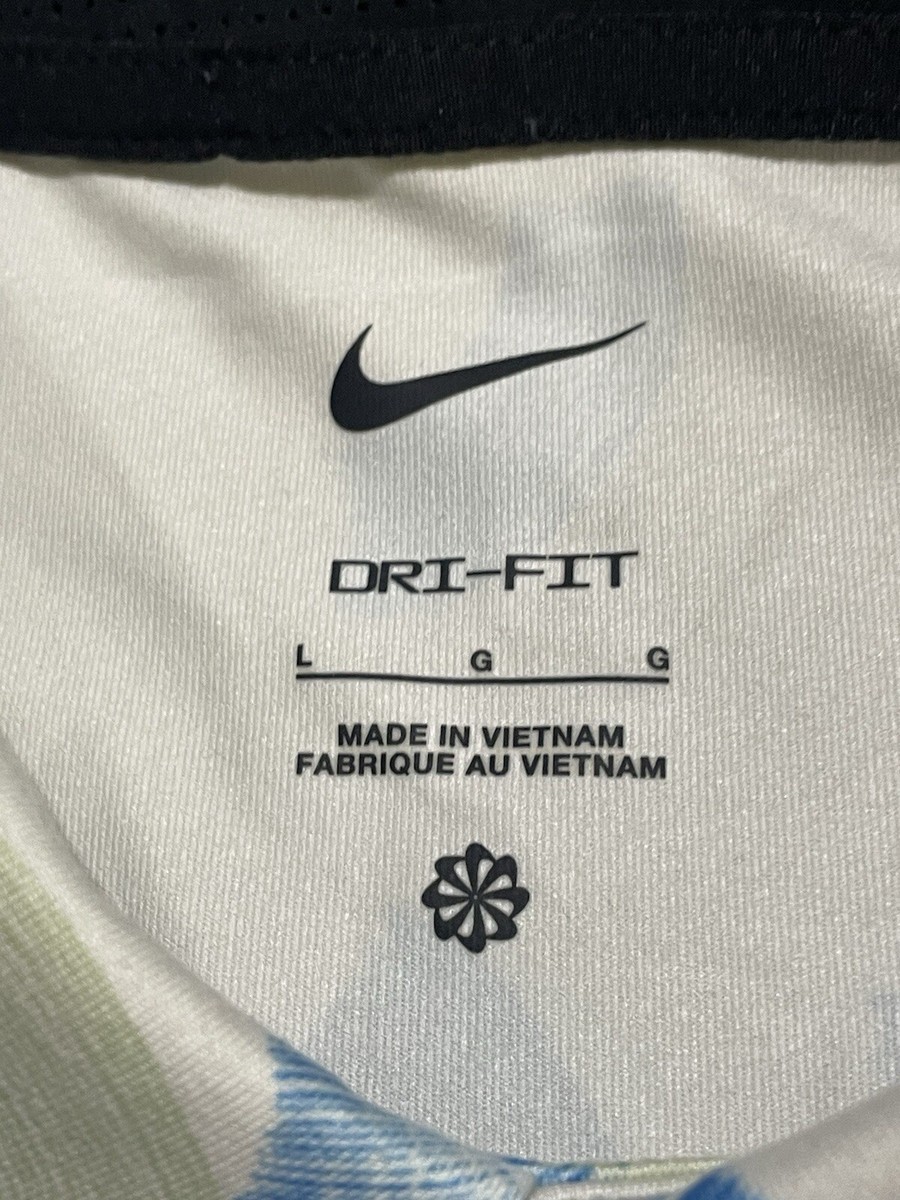 DRI-FIT
L G G
MADE IN VIETNAM
FABRIQUE AU VIETNAM